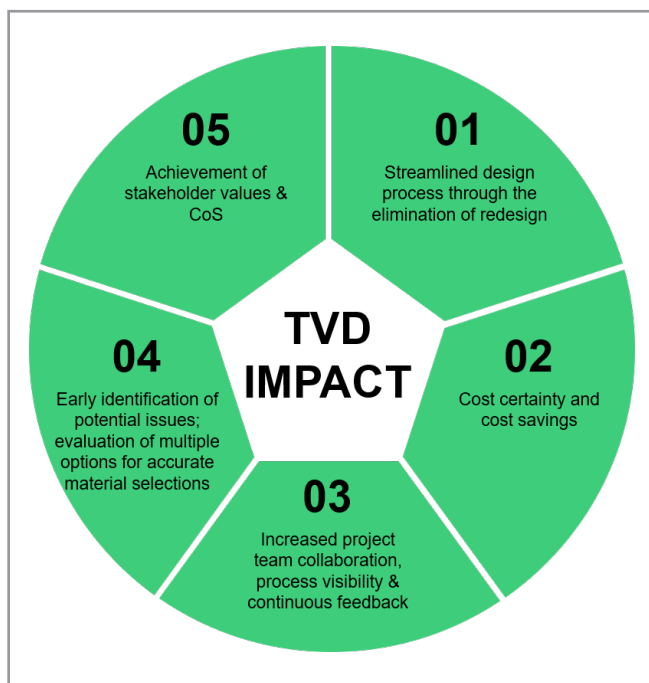 TVD
IMPACT
01
Streamlined design
process through the
elimination of redesign
02
Cost certainty and
cost savings
03
Increased project
team collaboration,
process visibility &
continuous feedback
04
Early identification of
potential issues;
evaluation of multiple
options for accurate
material selections
05
Achievement of
stakeholder values &
CoS